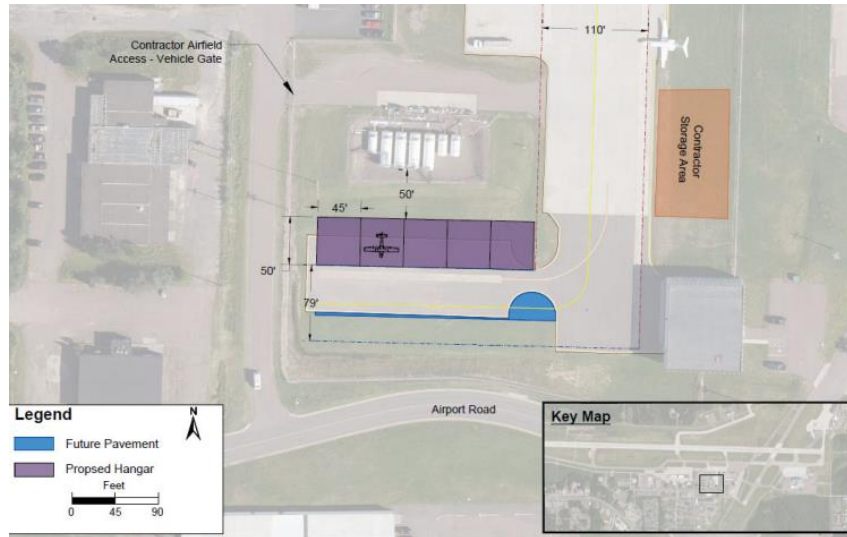 110'
Contractor Airfield
Access - Vehicle Gate
Contractor
Storage Area
50'
45'
50'
79'
Airport Road
Legend
N
Future Pavement
Propsed Hangar
Feet
0 45 90
Key Map